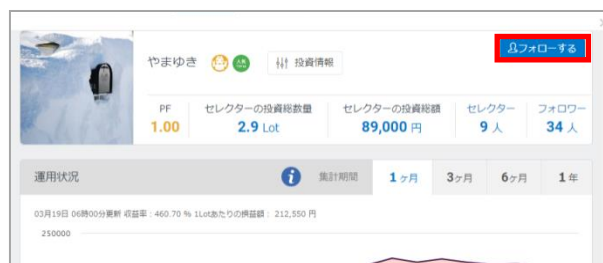 フォローする
やまゆき 投資情報
PF セレクターの投資総数量 セレクターの投資総額 セレクター フォロワー
1.00 2.9 Lot 89,000 円 9 人 34 人
運用状況 集計期間 1ヶ月 3ヶ月 6ヶ月 1年
03月19日 06時00分更新 収益率：460.70 % 1Lotあたりの損益額： 212,550 円
250000